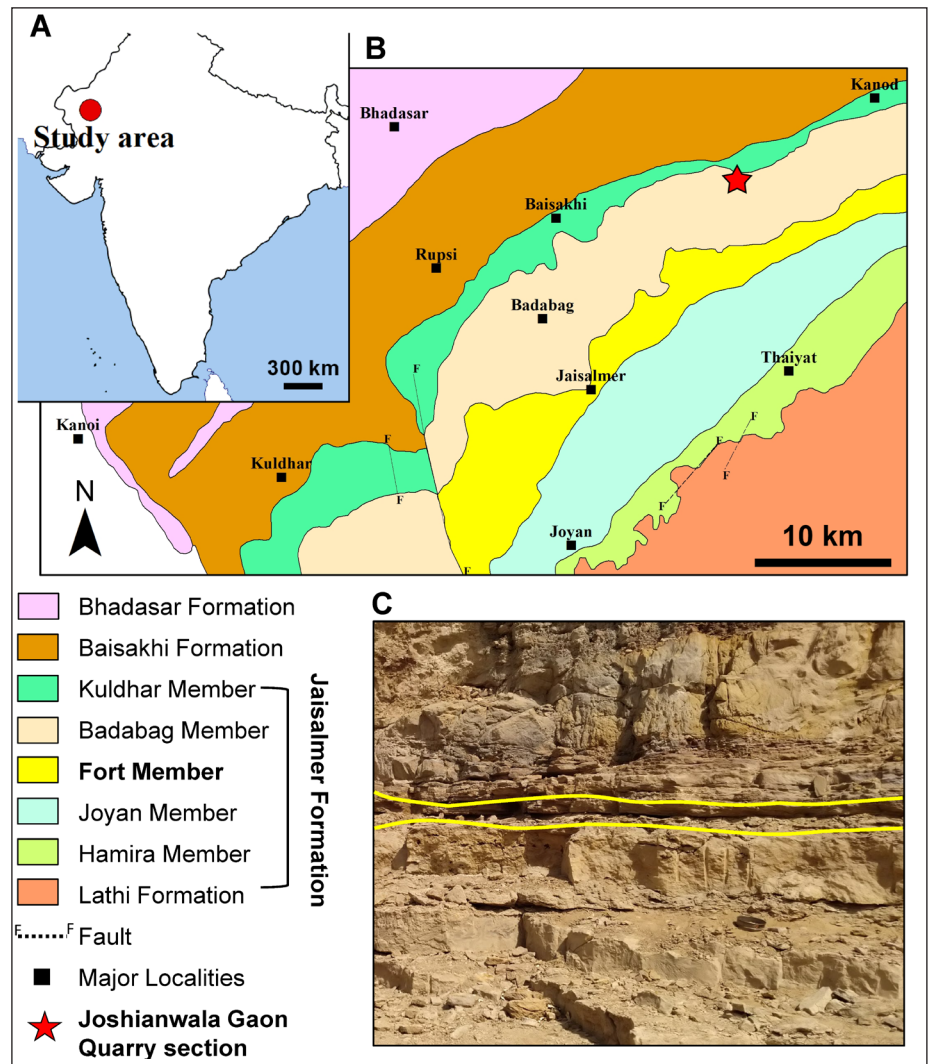 A
Study area
300 km
B
Kanod
Bhadasar
Baisakhi
Rupsi
Badabag
F
Thaiyat
Jaisalmer
Kanoi
F
F
F
Kuldhar
F
F
F
N
Joyan
10 km
F
Bhadasar Formation
Baisakhi Formation
Kuldhar Member
Badabag Member
Fort Member
Joyan Member
Hamira Member
Lathi Formation
Jaisalmer Formation
F F Fault
Major Localities
Joshianwala Gaon
Quarry section
C